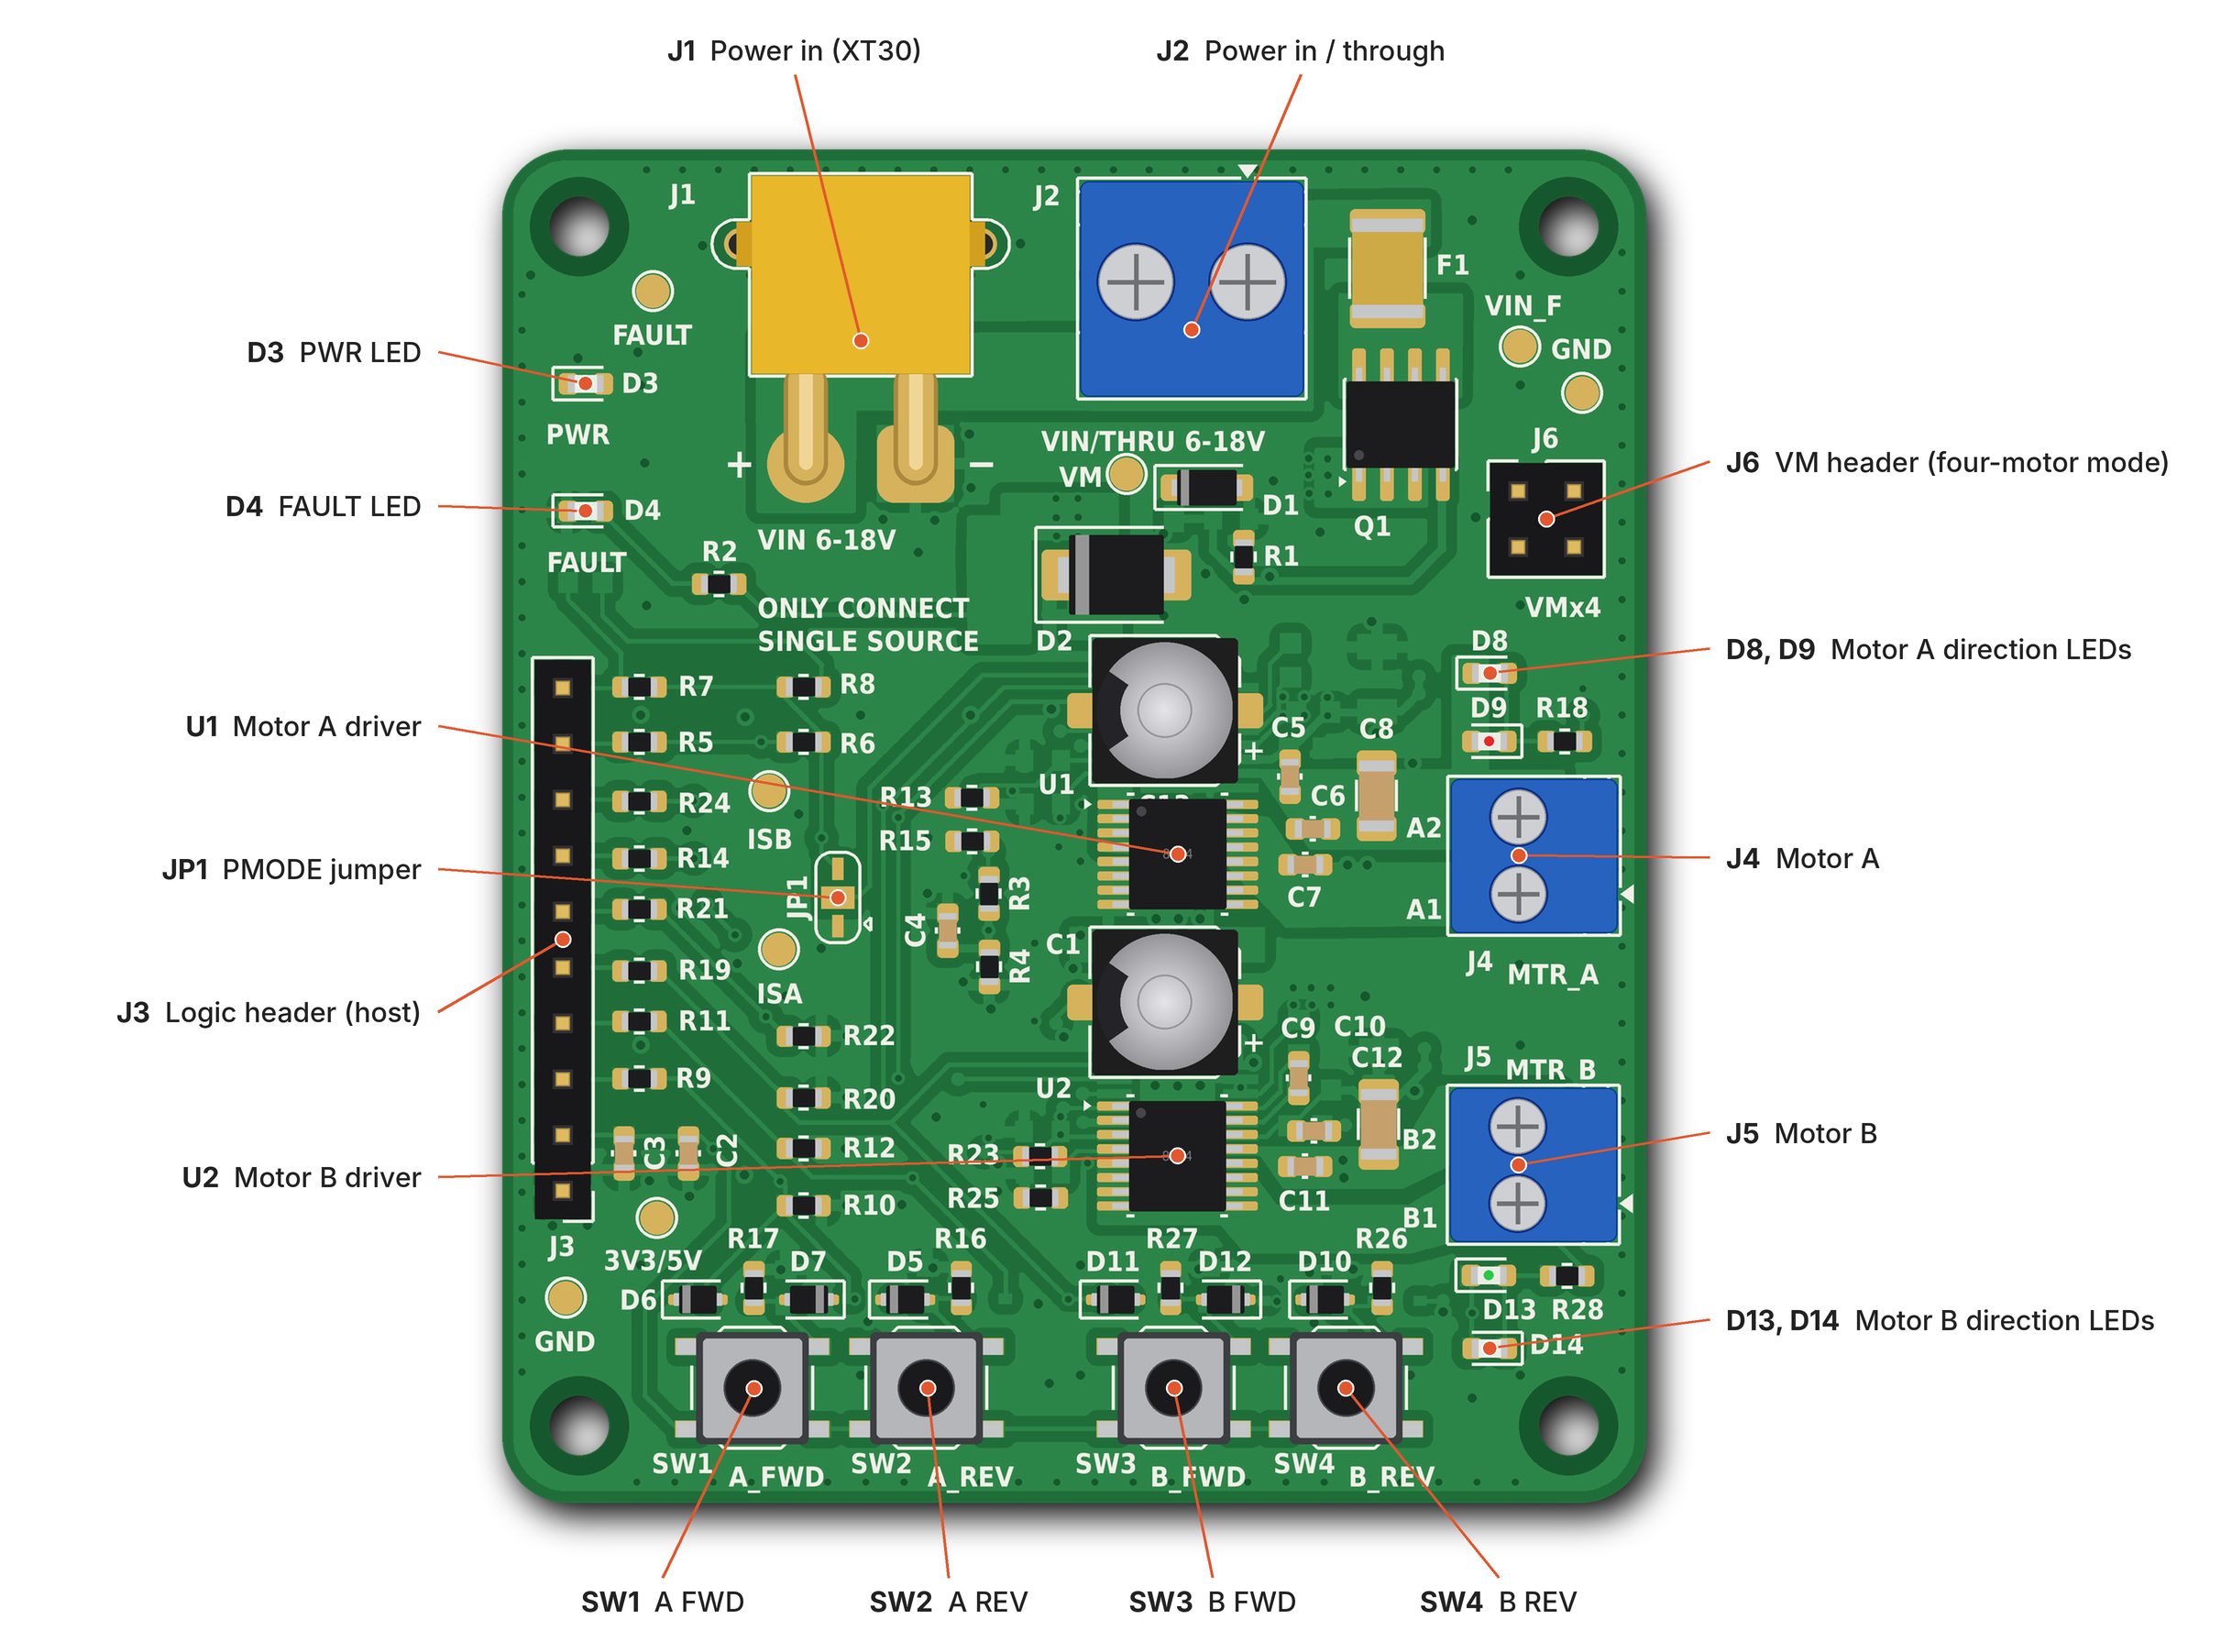 J1 Power in (XT30)
J2 Power in / through
J1
J2
F1
VIN_F
GND
FAULT
D3 PWR LED
D3
PWR
VIN/THRU 6-18V
VM
D1
J6
J6 VM header (four-motor mode)
+
−
Q1
D4 FAULT LED
D4
FAULT
R2
VIN 6-18V
R1
ONLY CONNECT
SINGLE SOURCE
D2
VMx4
D8
D8, D9 Motor A direction LEDs
R7
R8
D9
R18
U1 Motor A driver
R5
R6
+
C5
C8
U1
R24
ISB
R13
C6
A2
R15
J4 Motor A
JP1 PMODE jumper
R14
JP1
R3
C7
R21
C4
A1
C1
J4
MTR_A
R19
ISA
R4
J3 Logic header (host)
R11
R22
+
C9
C10
C12
J5
MTR_B
R9
R20
U2
J5 Motor B
C3
C2
R12
R23
B2
U2 Motor B driver
R10
R25
C11
B1
J3
3V3/5V
R17
R16
R27
R26
D6
D7
D5
D11
D12
D10
D13
R28
GND
D14
D13, D14 Motor B direction LEDs
SW1
A_FWD
SW2
A_REV
SW3
B_FWD
SW4
B_REV
SW1 A FWD
SW2 A REV
SW3 B FWD
SW4 B REV